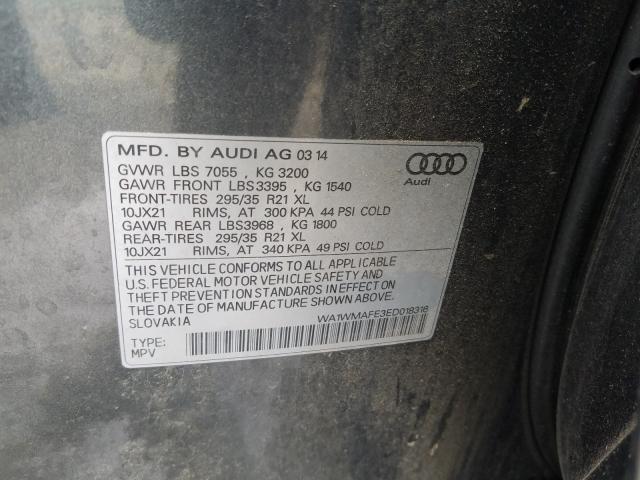 MFD. BY AUDI AG 03 14
GVWR LBS 7055 , KG 3200
GAWR FRONT LBS3395 , KG 1540
FRONT-TIRES 295/35 R21 XL
10JX21 RIMS, AT 300 KPA 44 PSI COLD
GAWR REAR LBS3968 , KG 1800
REAR-TIRES 295/35 R21 XL
10JX21 RIMS, AT 340 KPA 49 PSI COLD
Audi
THIS VEHICLE CONFORMS TO ALL APPLICABLE
U.S. FEDERAL MOTOR VEHICLE SAFETY AND
THEFT PREVENTION STANDARDS IN EFFECT ON
THE DATE OF MANUFACTURE SHOWN ABOVE.
SLOVAKIA
WA1WMAFE3ED018318
TYPE:
MPV